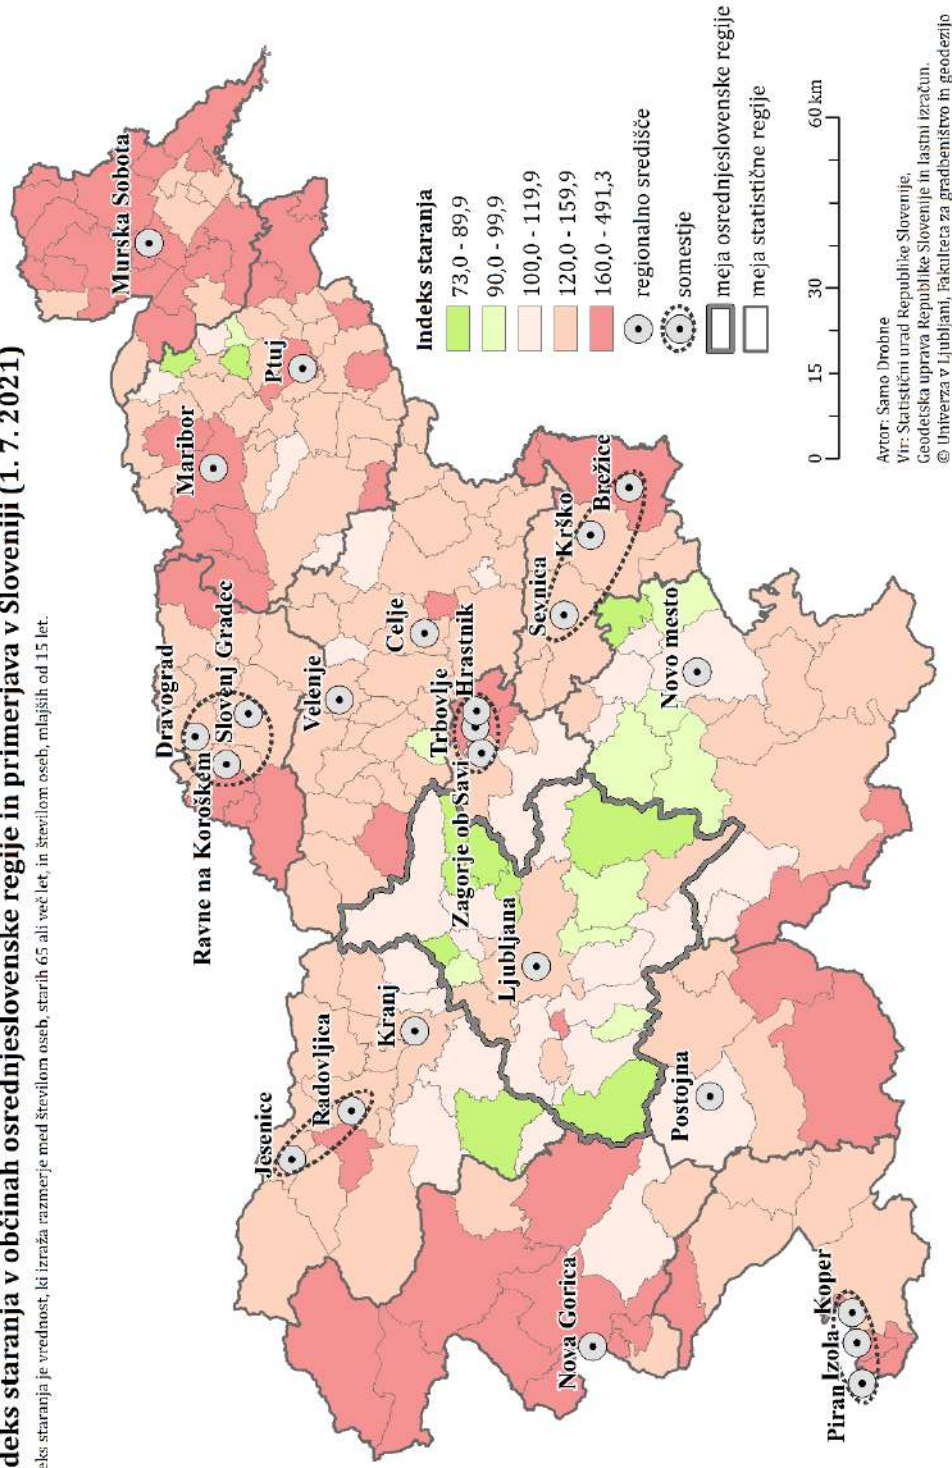 deks staranja v občinah osrednjeslovenske regije in primerjava v Sloveniji (1. 7. 2021)
eks staranja je vrednost, ki izraža razmerje med številom oseb, starih 65 ali več let, in številom oseb, mlajših od 15 let.
Murska Sobota
Maribor
Ptuj
Dravograd
Slovenj Gradec
Ravne na Koroškem
Velenje
Celje
Trbovlje
Hrastnik
Zagorje ob Savi
Sevnica
Krško
Brežice
Novo mesto
Jesenice
Radovljica
Kranj
Ljubljana
Postojna
Nova Gorica
Piran
Izola
Koper
Indeks staranja
73,0 - 89,9
90,0 - 99,9
100,0 - 119,9
120,0 - 159,9
160,0 - 491,3
regionalno središče
somestje
meja osrednjeslovenske regije
meja statistične regije
0 15 30 60 km
Avtor: Samo Drobne
Vir: Statistični urad Republike Slovenije,
Geodetska uprava Republike Slovenije in lastni izračun.
© Univerza v Ljubljani, Fakulteta za gradbeništvo in geodezijo